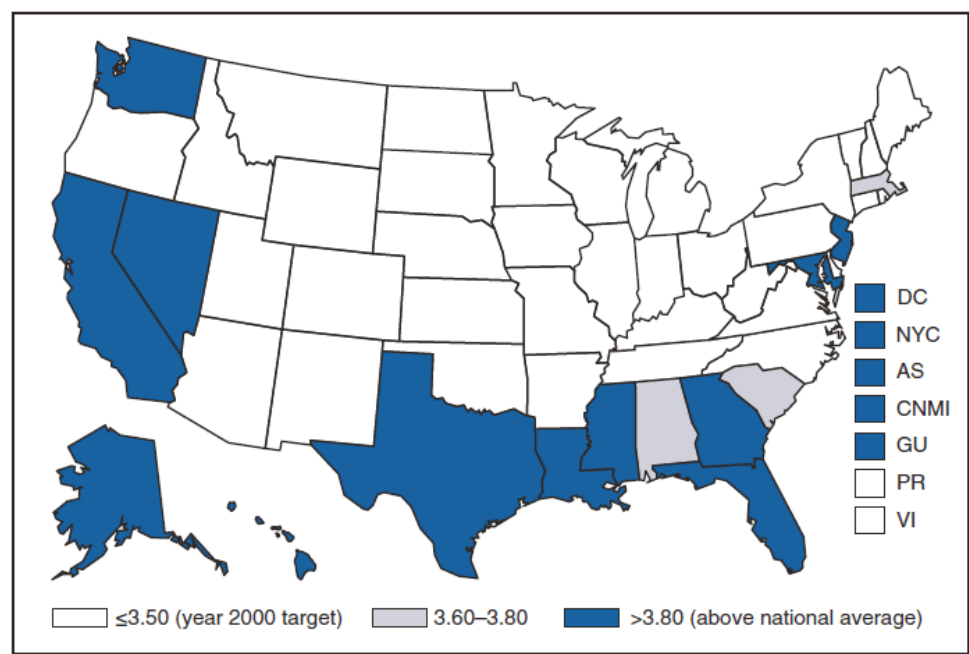 DC
NYC
AS
CNMI
GU
PR
VI
≤3.50 (year 2000 target) 3.60–3.80 >3.80 (above national average)